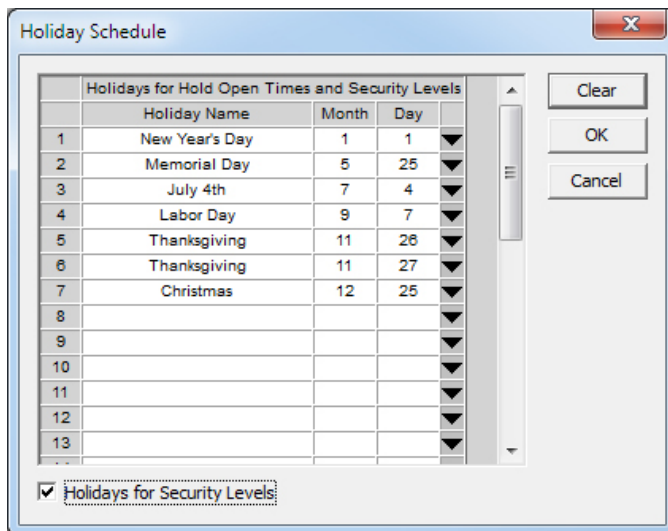 Holiday Schedule
Holidays for Hold Open Times and Security Levels
Holiday Name Month Day
1 New Year's Day 1 1
2 Memorial Day 5 25
3 July 4th 7 4
4 Labor Day 9 7
5 Thanksgiving 11 26
6 Thanksgiving 11 27
7 Christmas 12 25
8
9
10
11
12
13
Clear
OK
Cancel
Holidays for Security Levels